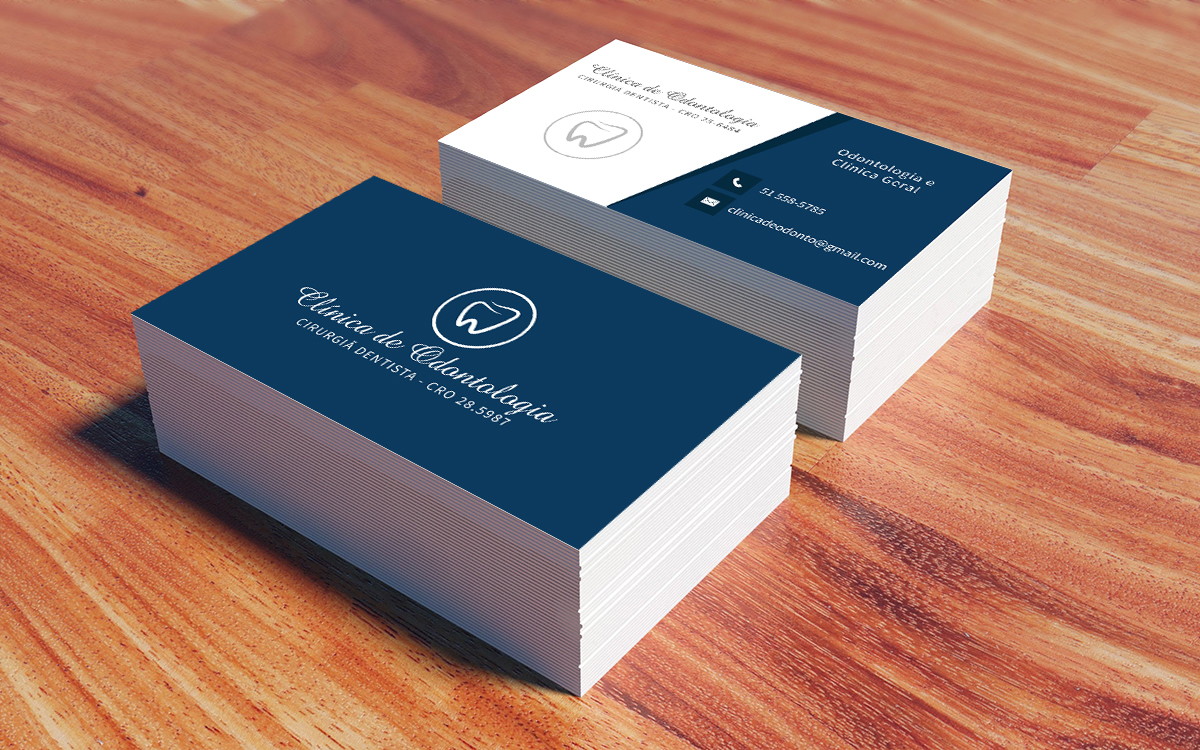 Clínica de Odontologia
CIRURGIÃ DENTISTA - CRO 75-6484
Odontologia e
Clínica Geral
51 558-5785
clinicadeodonto@gmail.com
Clínica de Odontologia
CIRURGIÃ DENTISTA - CRO 28.5987